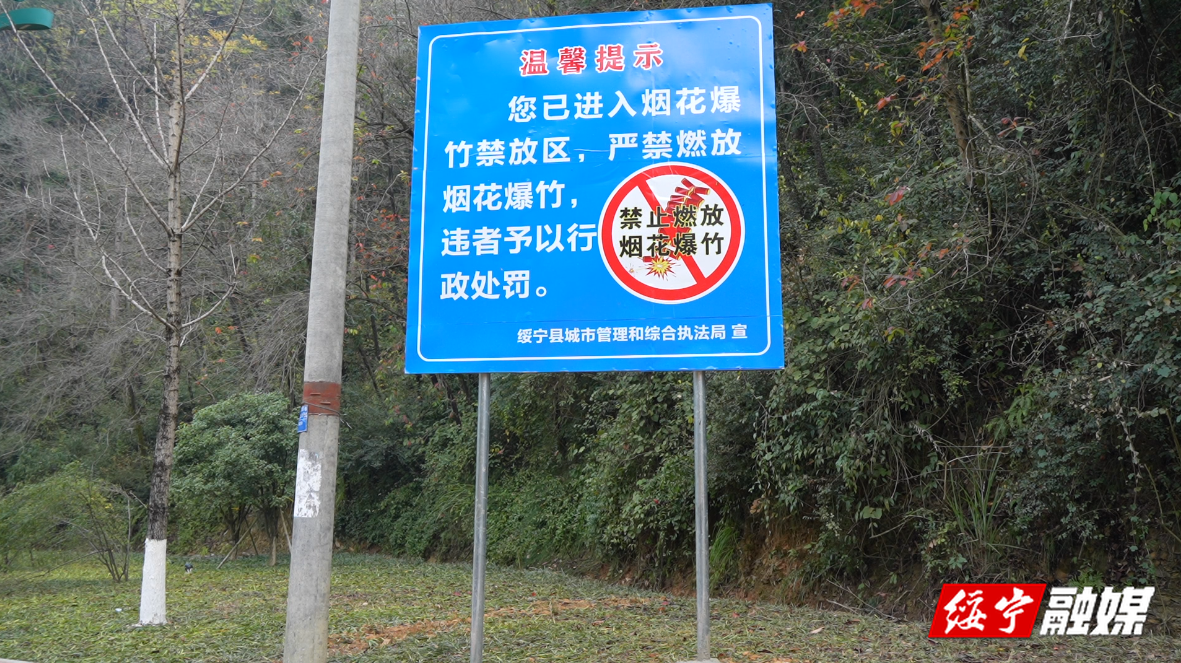 温馨提示
您已进入烟花爆
竹禁放区，严禁燃放
烟花爆竹，
违者予以行
政处罚。
禁止燃放
烟花爆竹
绥宁县城市管理和综合执法局 宣
绥宁融媒